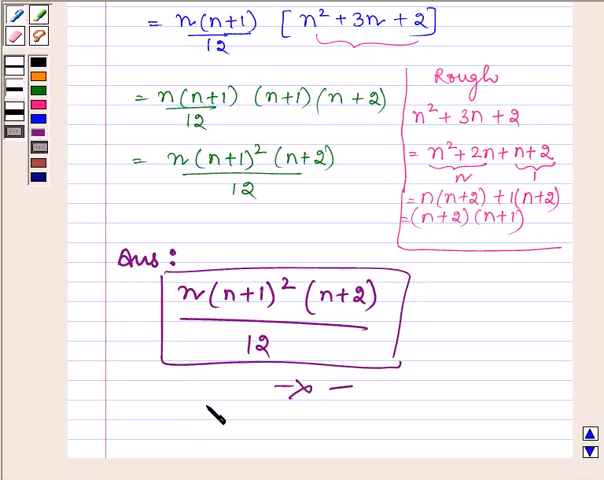 = n(n+1)/12 [n² + 3n + 2]
= n(n+1)/12 (n+1)(n+2)
= n(n+1)²(n+2)/12
Rough
n² + 3n + 2
= n² + 2n + n + 2
n 1
= n(n+2) + 1(n+2)
= (n+2)(n+1)
Ans :
n(n+1)² (n+2)
12